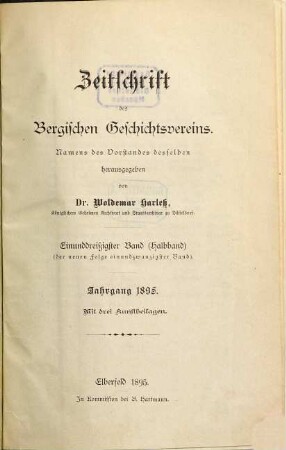 Zeitschrift
des
Bergischen Geschichtsvereins.
Namens des Vorstandes desselben
herausgegeben
von
Dr. Woldemar Harleß,
Königlichem Geheimen Archivrat und Staatsarchivar zu Düsseldorf.
Einunddreißigster Band (Halbband)
(der neuen Folge einundzwanzigster Band).
Jahrgang 1895.
Mit drei Kunstbeilagen.
Elberfeld 1895.
In Kommission bei B. Hartmann.